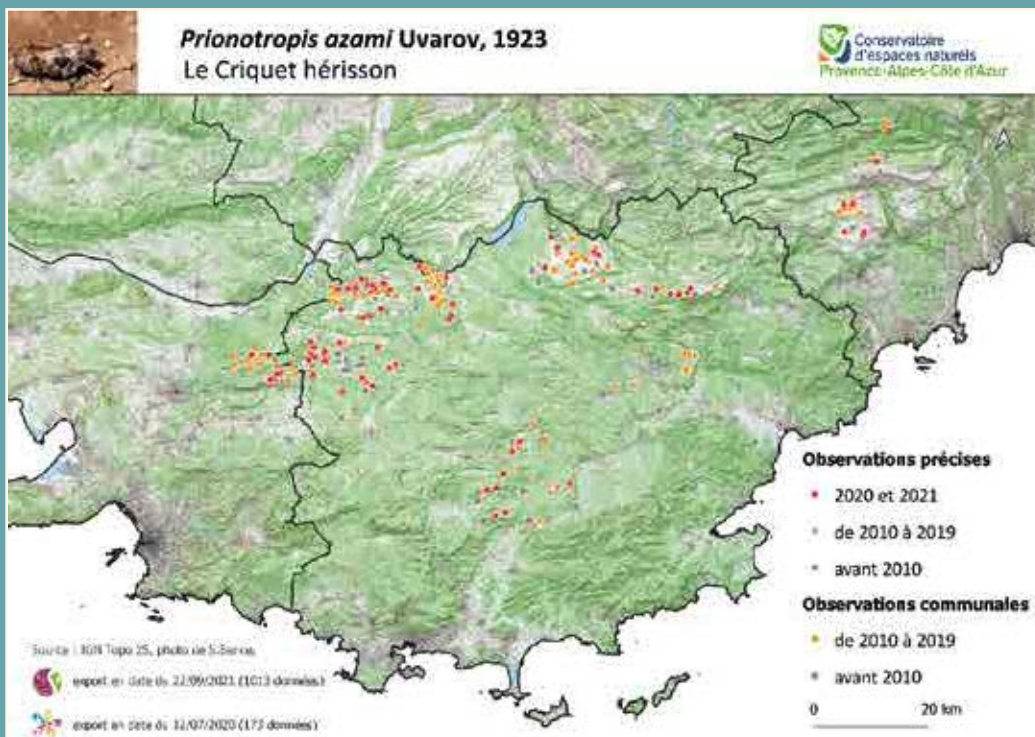 Prionotropis azami Uvarov, 1923
Le Criquet hérisson
Conservatoire
d'espaces naturels
Provence-Alpes-Côte d'Azur
Observations précises
2020 et 2021
de 2010 à 2019
avant 2010
Observations communales
de 2010 à 2019
avant 2010
0 20 km
Source : IGN Topo 25, photo de
export en date du 22/09/2021 (1013 données)
export en date du 12/07/2020 (173 données)